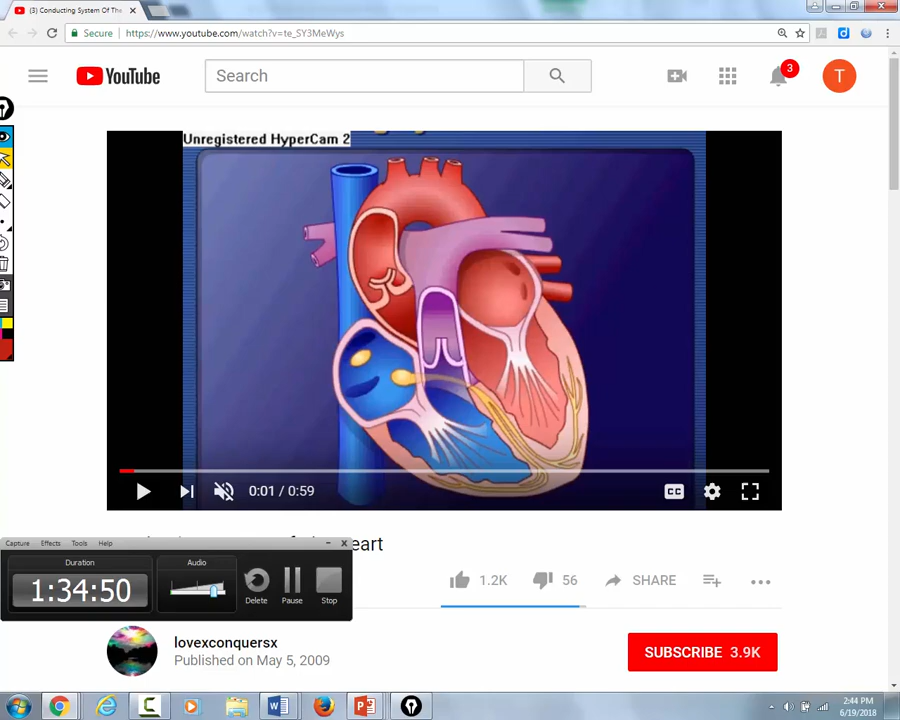 (3) Conducting System Of The
Secure
https://www.youtube.com/watch?v=te_SY3MeWys
YouTube
Search
3
T
Unregistered HyperCam 2
0:01 / 0:59
CC
eart
Capture Effects Tools Help
Duration
Audio
1:34:50
Delete Pause Stop
1.2K
56
SHARE
lovexconquersx
Published on May 5, 2009
SUBSCRIBE 3.9K
2:44 PM
6/19/2018